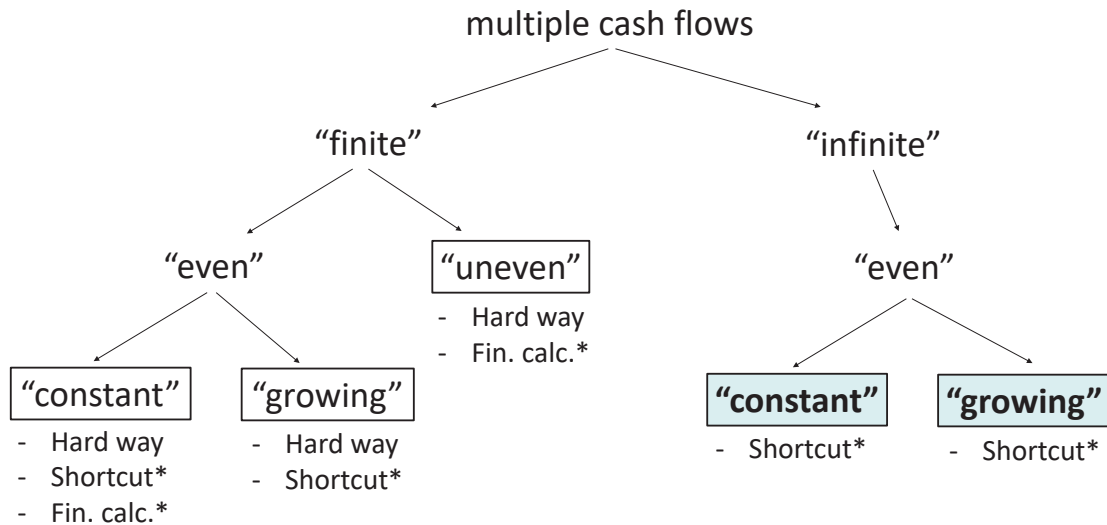 multiple cash flows
“finite”
“infinite”
“even”
“uneven”
“even”
- Hard way
- Fin. calc.*
“constant”
“growing”
“constant”
“growing”
- Hard way
- Shortcut*
- Fin. calc.*
- Hard way
- Shortcut*
- Shortcut*
- Shortcut*